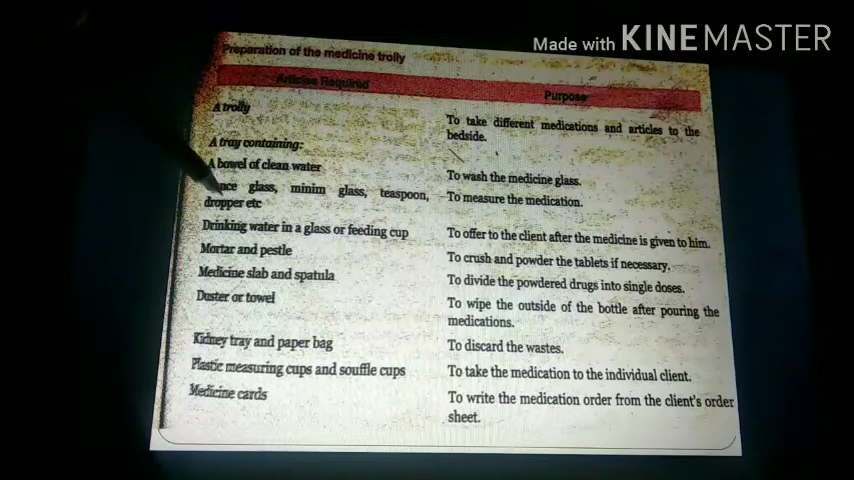 Made with KINEMASTER
Preparation of the medicine trolly
Articles Required
Purpose
A trolly
To take different medications and articles to the
bedside.
A tray containing:
A bowel of clean water
To wash the medicine glass.
glass, minim glass, teaspoon,
dropper etc
To measure the medication.
Drinking water in a glass or feeding cup
To offer to the client after the medicine is given to him.
Mortar and pestle
To crush and powder the tablets if necessary.
Medicine slab and spatula
To divide the powdered drugs into single doses.
Duster or towel
To wipe the outside of the bottle after pouring the
medications.
Kidney tray and paper bag
To discard the wastes.
Plastic measuring cups and souffle cups
To take the medication to the individual client.
Medicine cards
To write the medication order from the client's order
sheet.